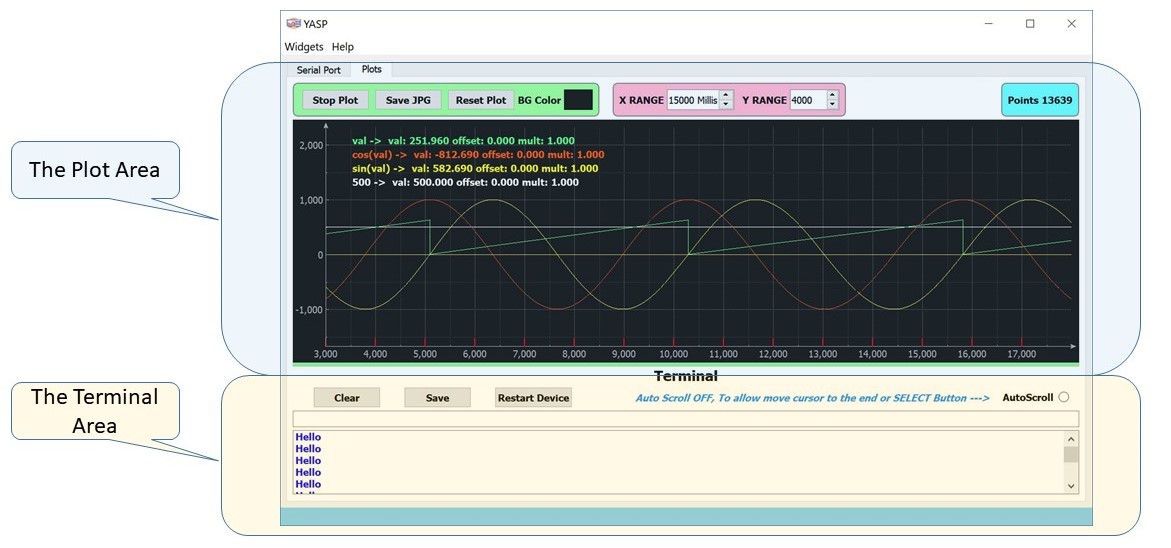 YASP
Widgets Help
Serial Port Plots
Stop Plot Save JPG Reset Plot BG Color X RANGE 15000 Millis Y RANGE 4000 Points 13639
val -> val: 251.960 offset: 0.000 mult: 1.000
cos(val) -> val: -812.690 offset: 0.000 mult: 1.000
sin(val) -> val: 582.690 offset: 0.000 mult: 1.000
500 -> val: 500.000 offset: 0.000 mult: 1.000
2,000
1,000
0
-1,000
3,000 4,000 5,000 6,000 7,000 8,000 9,000 10,000 11,000 12,000 13,000 14,000 15,000 16,000 17,000
The Plot Area
Terminal
Clear Save Restart Device Auto Scroll OFF, To allow move cursor to the end or SELECT Button ---> AutoScroll
The Terminal
Area
Hello
Hello
Hello
Hello
Hello